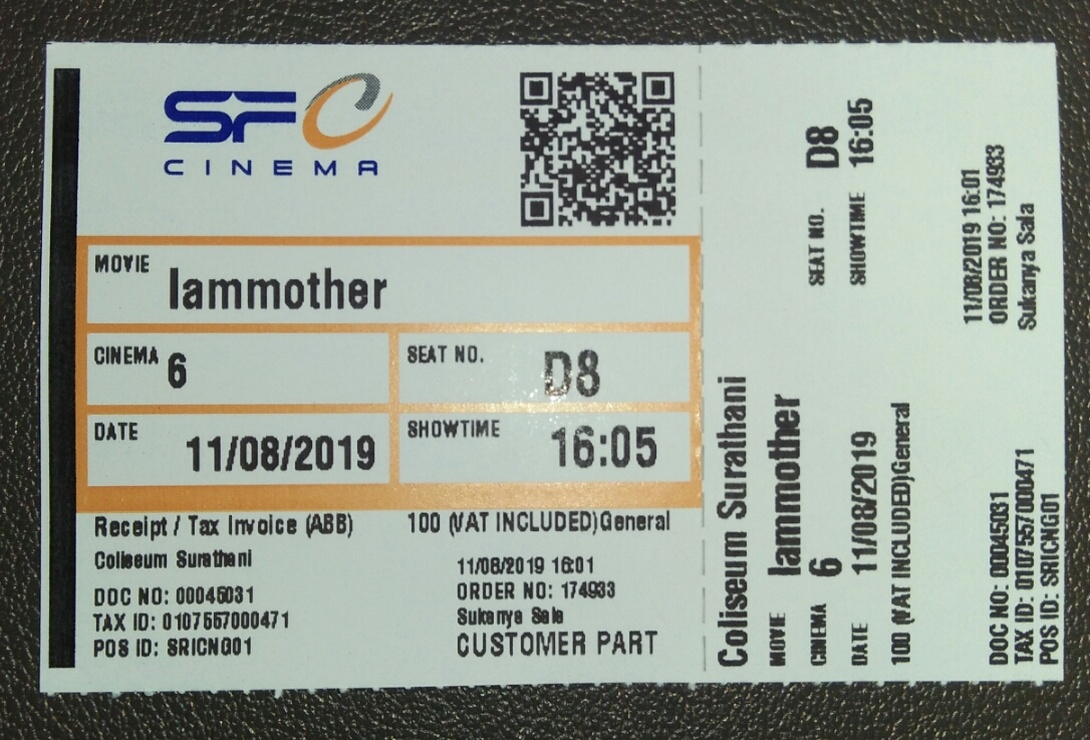 SFC
CINEMA
MOVIE Iammother
CINEMA 6
SEAT NO. D8
DATE 11/08/2019
SHOWTIME 16:05
Receipt / Tax Invoice (ABB)
100 (VAT INCLUDED)General
Coliseum Surathani
11/08/2019 16:01
DOC NO: 00045031
ORDER NO: 174933
TAX ID: 0107557000471
Sukanya Sala
POS ID: SRICNG01
CUSTOMER PART
Coliseum Surathani
MOVIE Iammother
CINEMA 6
SEAT NO. D8
DATE 11/08/2019
SHOWTIME 16:05
100 (VAT INCLUDED)General
11/08/2019 16:01
DOC NO: 00045031
ORDER NO: 174933
TAX ID: 0107557000471
Sukanya Sala
POS ID: SRICNG01